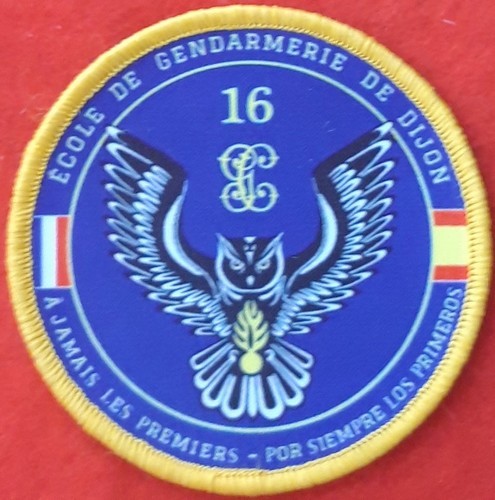 ÉCOLE DE GENDARMERIE DE DIJON
16
À JAMAIS LES PREMIERS - POR SIEMPRE LOS PRIMEROS